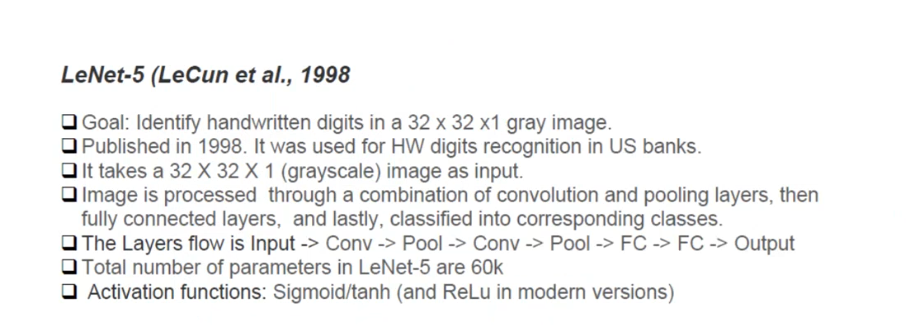 LeNet-5 (LeCun et al., 1998
Goal: Identify handwritten digits in a 32 x 32 x1 gray image.
Published in 1998. It was used for HW digits recognition in US banks.
It takes a 32 X 32 X 1 (grayscale) image as input.
Image is processed through a combination of convolution and pooling layers, then
fully connected layers, and lastly, classified into corresponding classes.
The Layers flow is Input -> Conv -> Pool -> Conv -> Pool -> FC -> FC -> Output
Total number of parameters in LeNet-5 are 60k
Activation functions: Sigmoid/tanh (and ReLu in modern versions)